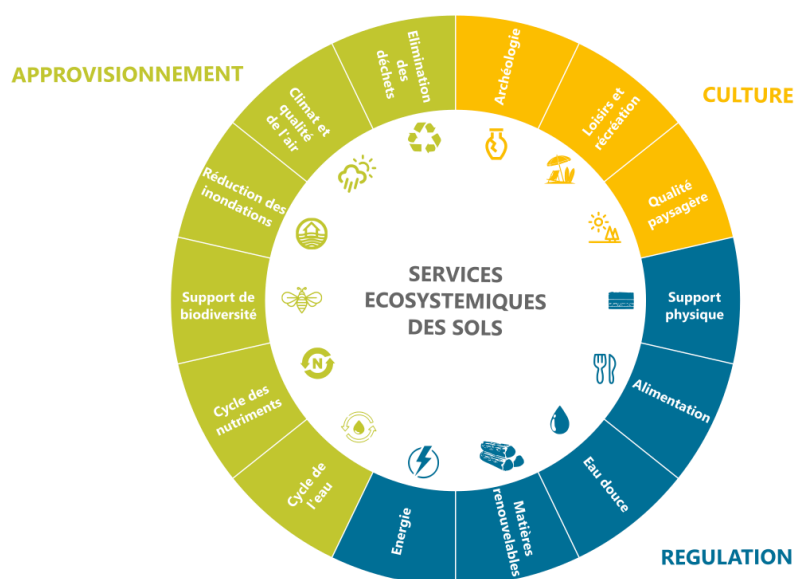 APPROVISIONNEMENT
CULTURE
Elimination
des
déchets
Archéologie
Loisirs et
récréation
Qualité
paysagère
Support
physique
Alimentation
Eau douce
Matières
renouvelables
Energie
Cycle de
l'eau
Cycle des
nutriments
Support de
biodiversité
Réduction des
inondations
Climat et
qualité
de l'air
N
SERVICES
ECOSYSTEMIQUES
DES SOLS
REGULATION